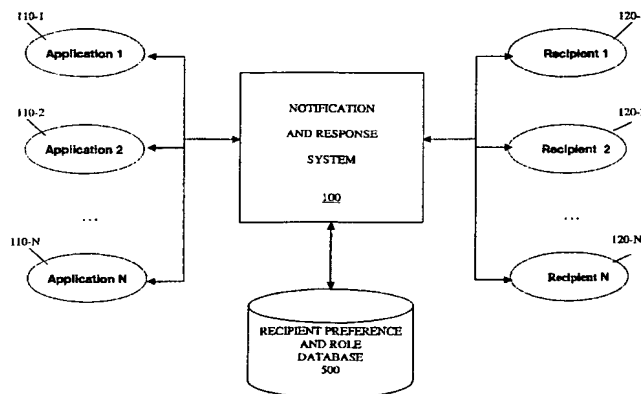 110-1
Application 1
110-2
Application 2
...
110-N
Application N
NOTIFICATION
AND RESPONSE
SYSTEM
100
RECIPIENT PREFERENCE
AND ROLE
DATABASE
500
Recipient 1
Recipient 2
...
120-N
Recipient N